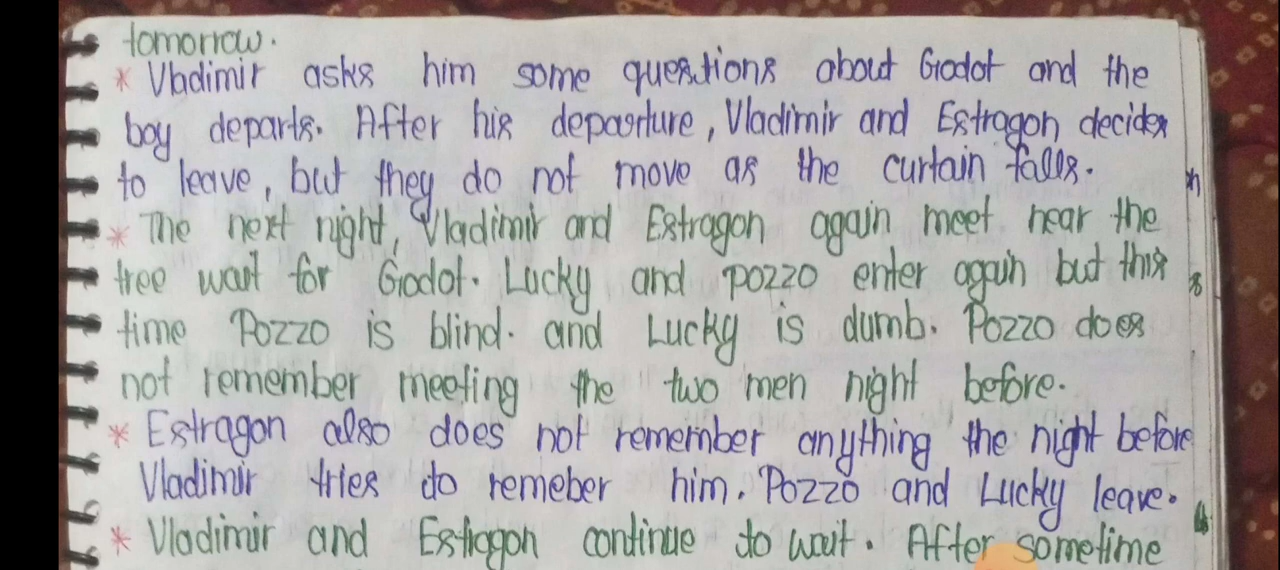 tomorrow.
* Vladimir asks him some questions about Godot and the
boy departs. After his departure, Vladimir and Estragon decides
to leave, but they do not move as the curtain falls.
* The next night, Vladimir and Estragon again meet near the
tree wait for Godot. Lucky and pozzo enter again but this
time Pozzo is blind. and Lucky is dumb. Pozzo does
not remember meeting the two men night before.
* Estragon also does not remember anything the night before
Vladimir tries to remeber him. Pozzo and Lucky leave.
* Vladimir and Estragon continue to wait. After sometime